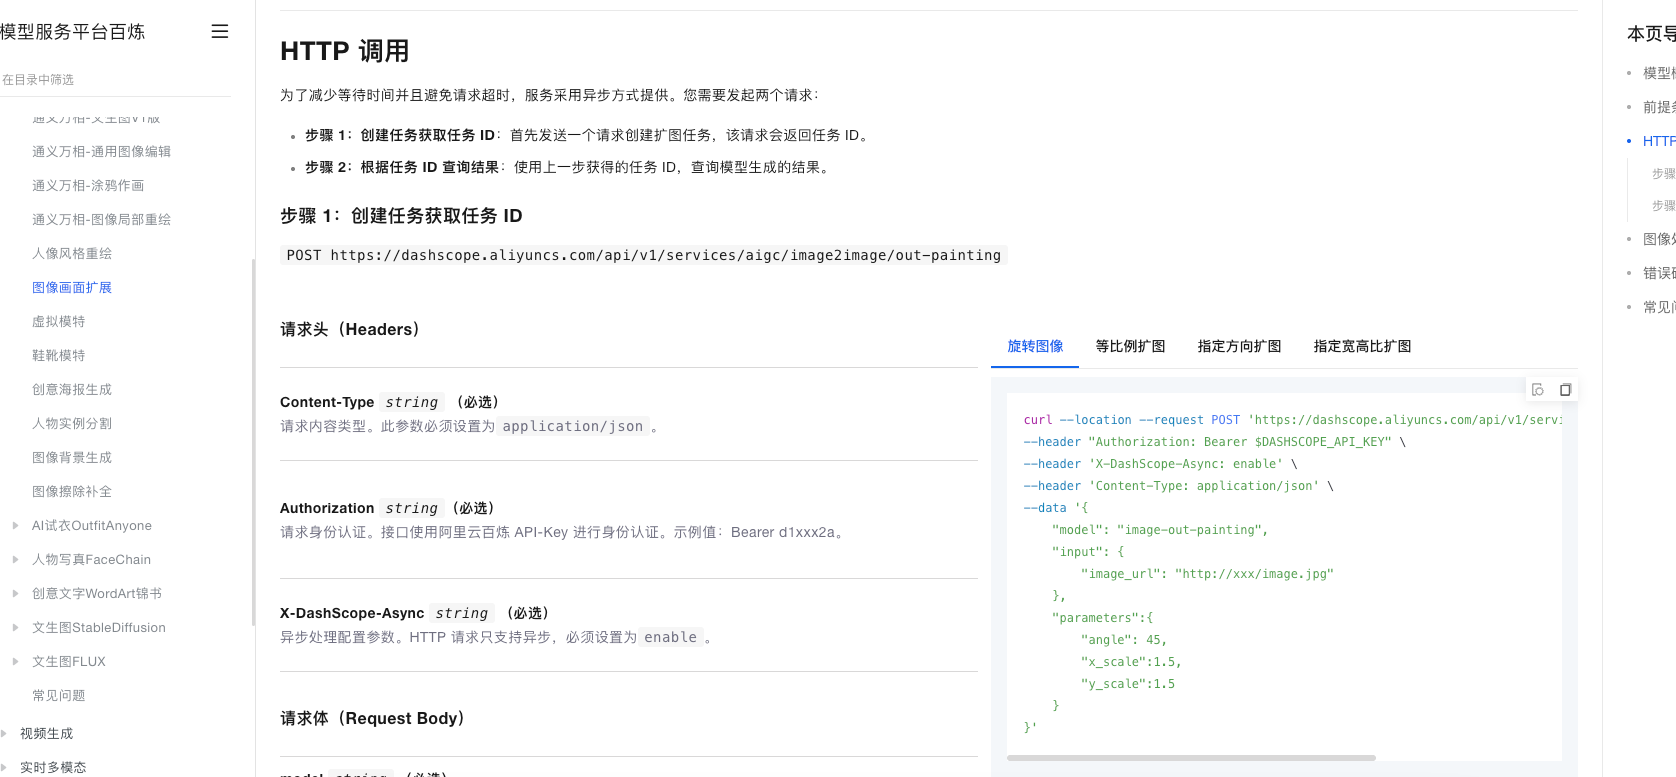 模型服务平台百炼
在目录中筛选
通义万相-文生图V1版
通义万相-通用图像编辑
通义万相-涂鸦作画
通义万相-图像局部重绘
人像风格重绘
图像画面扩展
虚拟模特
鞋靴模特
创意海报生成
人物实例分割
图像背景生成
图像擦除补全
AI试衣OutfitAnyone
人物写真FaceChain
创意文字WordArt锦书
文生图StableDiffusion
文生图FLUX
常见问题
视频生成
实时多模态
HTTP 调用
为了减少等待时间并且避免请求超时，服务采用异步方式提供。您需要发起两个请求：
步骤 1：创建任务获取任务 ID：首先发送一个请求创建扩图任务，该请求会返回任务 ID。
步骤 2：根据任务 ID 查询结果：使用上一步获得的任务 ID，查询模型生成的结果。
步骤 1：创建任务获取任务 ID
POST https://dashscope.aliyuncs.com/api/v1/services/aigc/image2image/out-painting
请求头（Headers）
Content-Type string （必选）
请求内容类型。此参数必须设置为 application/json 。
Authorization string （必选）
请求身份认证。接口使用阿里云百炼 API-Key 进行身份认证。示例值：Bearer d1xxx2a。
X-DashScope-Async string （必选）
异步处理配置参数。HTTP 请求只支持异步，必须设置为 enable 。
请求体（Request Body）
model string （必选）
旋转图像 等比例扩图 指定方向扩图 指定宽高比扩图
curl --location --request POST 'https://dashscope.aliyuncs.com/api/v1/servi
--header "Authorization: Bearer $DASHSCOPE_API_KEY" \
--header 'X-DashScope-Async: enable' \
--header 'Content-Type: application/json' \
--data '{
"model": "image-out-painting",
"input": {
"image_url": "http://xxx/image.jpg"
},
"parameters":{
"angle": 45,
"x_scale":1.5,
"y_scale":1.5
}
}'
本页导
模型
前提
HTTP
步骤
步骤
图像
错误
常见